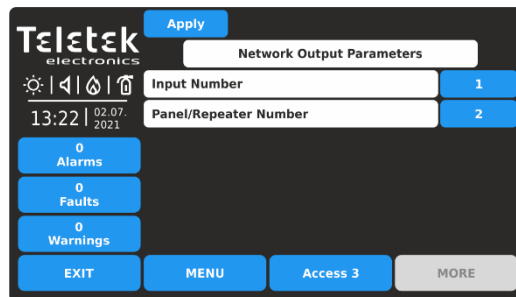 Teletek
electronics
13:22 02.07.
2021
0
Alarms
0
Faults
0
Warnings
EXIT
Apply
Network Output Parameters
Input Number 1
Panel/Repeater Number 2
MENU
Access 3
MORE